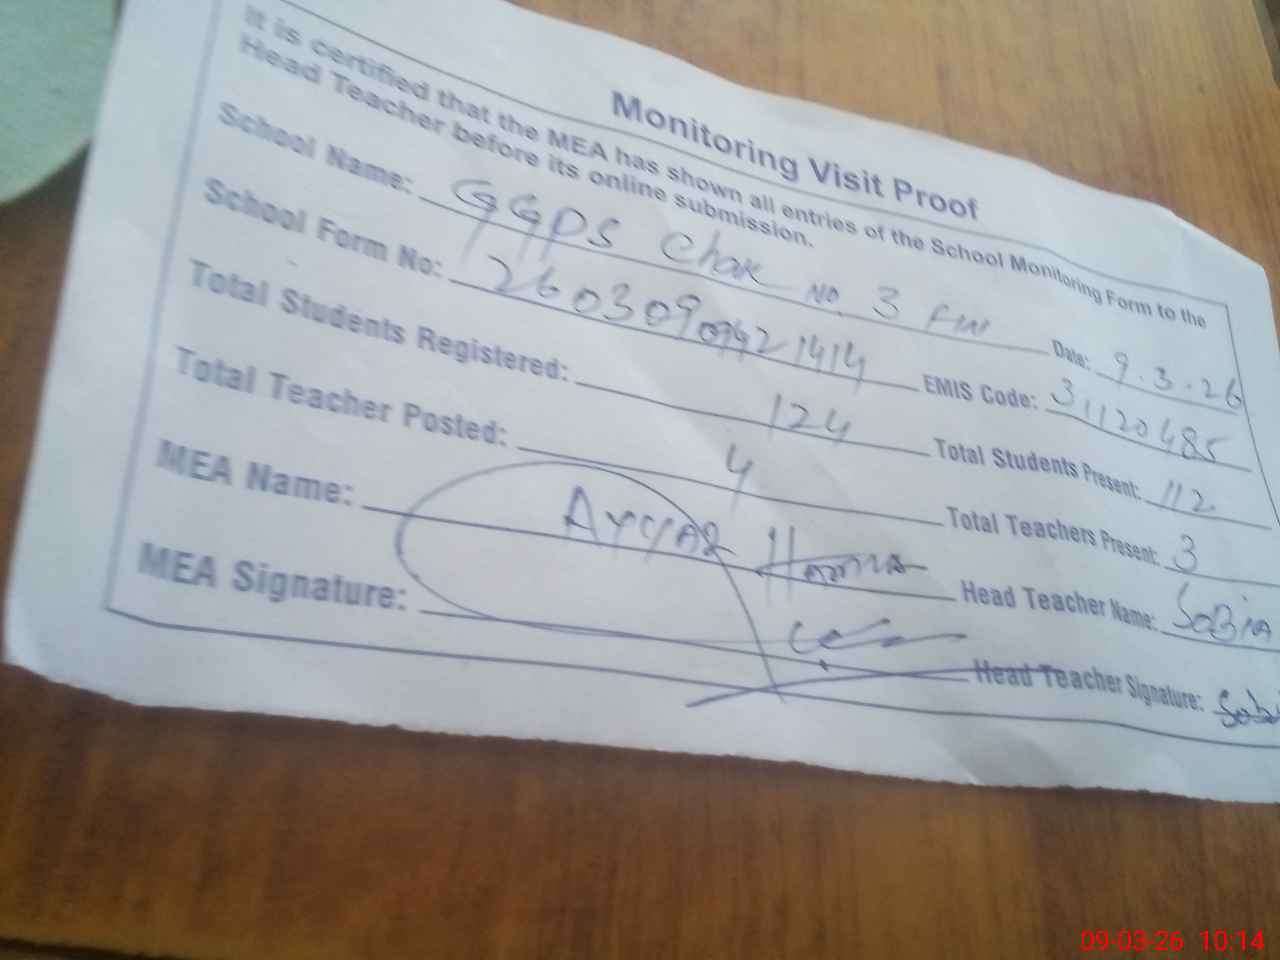 Monitoring Visit Proof
It is certified that the MEA has shown all entries of the School Monitoring Form to the
Head Teacher before its online submission.
School Name: GGPS Chak No. 3 FW Date: 9.3.26
School Form No: 26030909421414 EMIS Code: 31120485
Total Students Registered: 124 Total Students Present: 112
Total Teacher Posted: 4 Total Teachers Present: 3
MEA Name: Head Teacher Name: Sobia
MEA Signature: Head Teacher Signature:
09-03-26 10:14